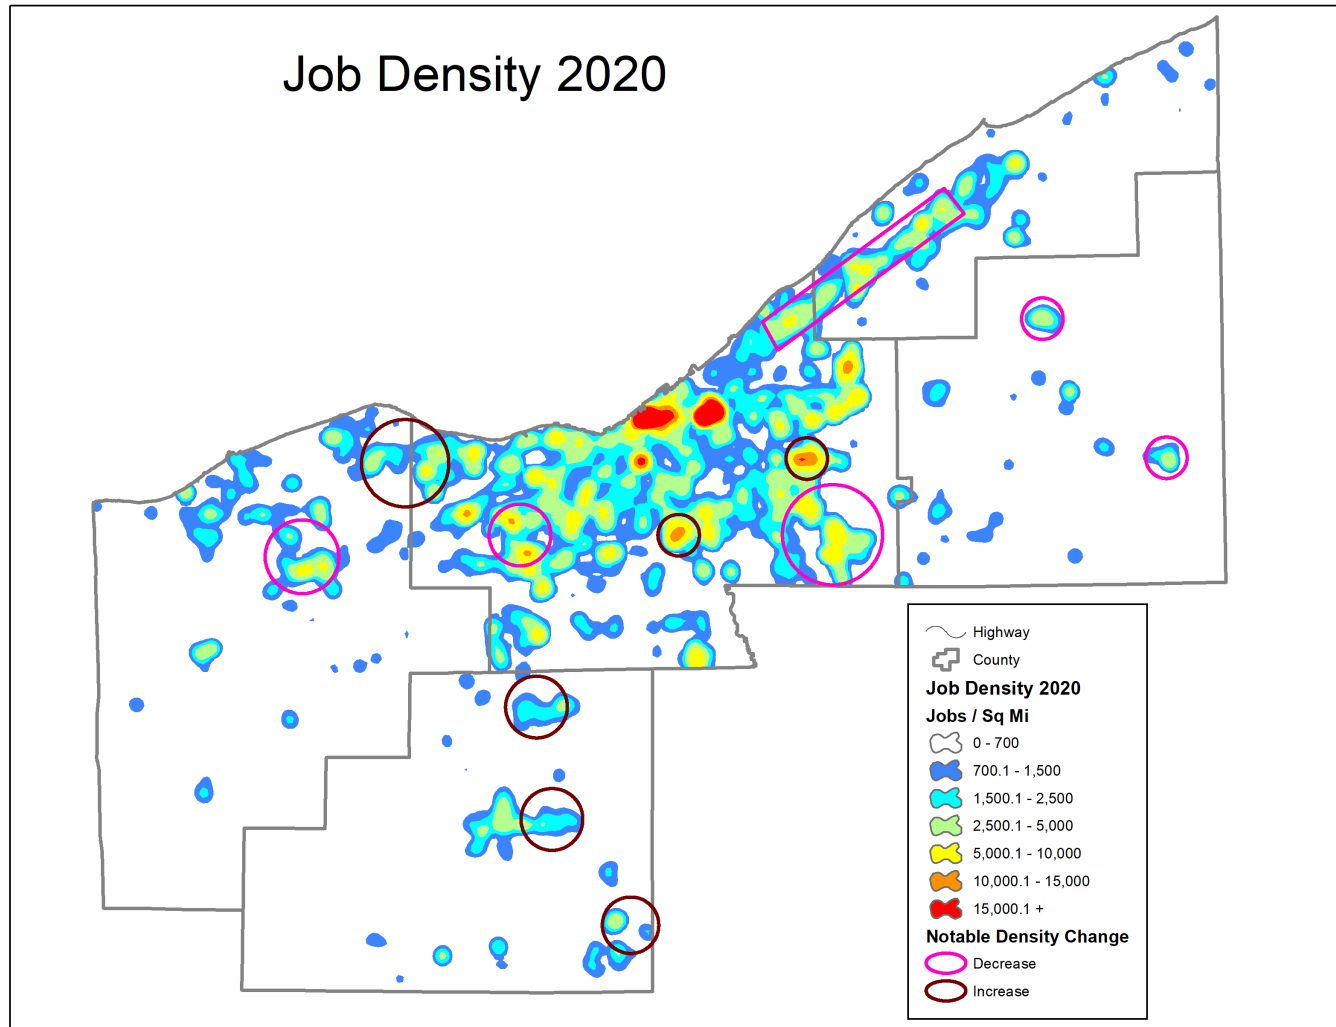 Job Density 2020
Highway
County
Job Density 2020
Jobs / Sq Mi
0 - 700
700.1 - 1,500
1,500.1 - 2,500
2,500.1 - 5,000
5,000.1 - 10,000
10,000.1 - 15,000
15,000.1 +
Notable Density Change
Decrease
Increase